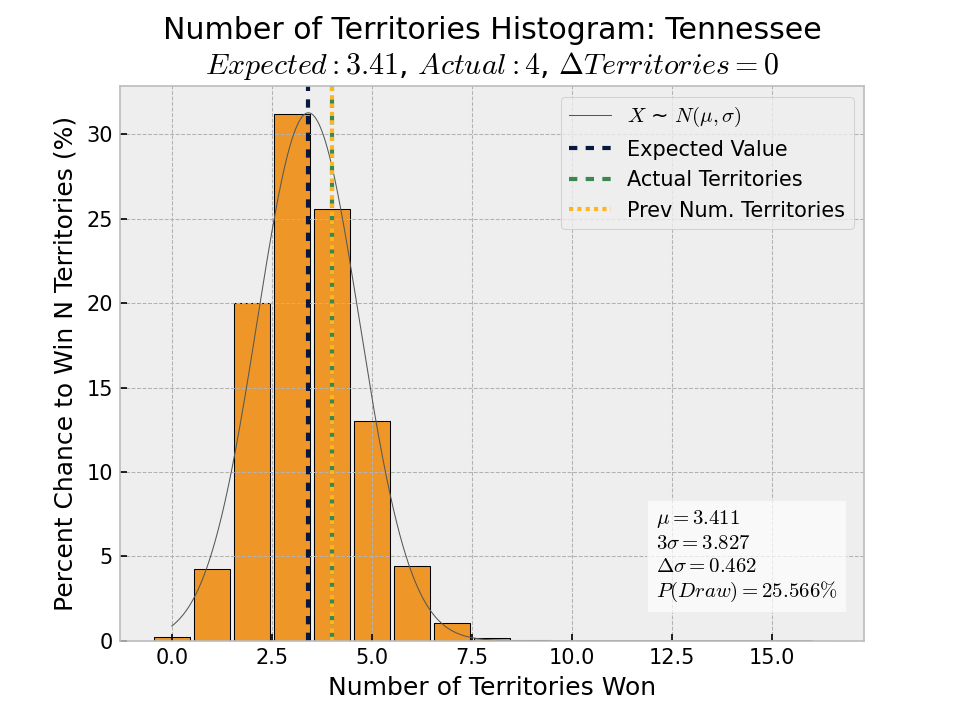 Number of Territories Histogram: Tennessee
Expected : 3.41, Actual : 4, ΔTerritories = 0
Percent Chance to Win N Territories (%)
30
25
20
15
10
5
0
X ∼ N(μ, σ)
Expected Value
Actual Territories
Prev Num. Territories
μ = 3.411
3σ = 3.827
Δσ = 0.462
P(Draw) = 25.566%
0.0 2.5 5.0 7.5 10.0 12.5 15.0
Number of Territories Won